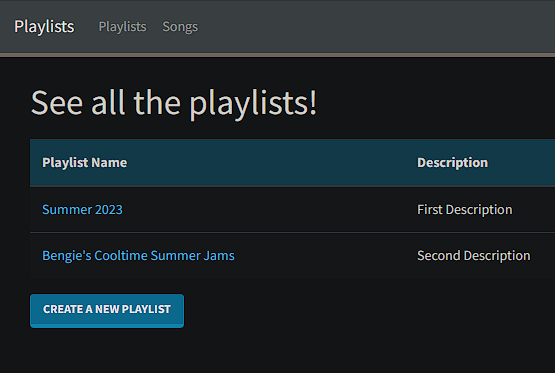 Playlists Playlists Songs
See all the playlists!
Playlist Name Description
Summer 2023 First Description
Bengie's Cooltime Summer Jams Second Description
CREATE A NEW PLAYLIST